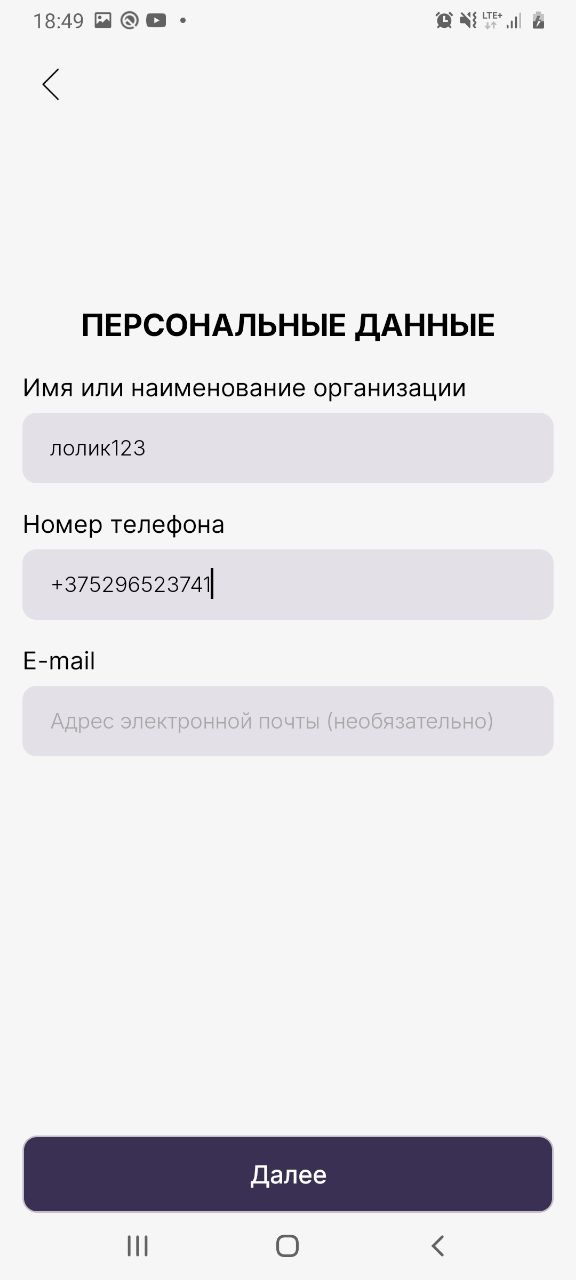 18:49
LTE+
ПЕРСОНАЛЬНЫЕ ДАННЫЕ
Имя или наименование организации
лолик123
Номер телефона
+375296523741
E-mail
Адрес электронной почты (необязательно)
Далее